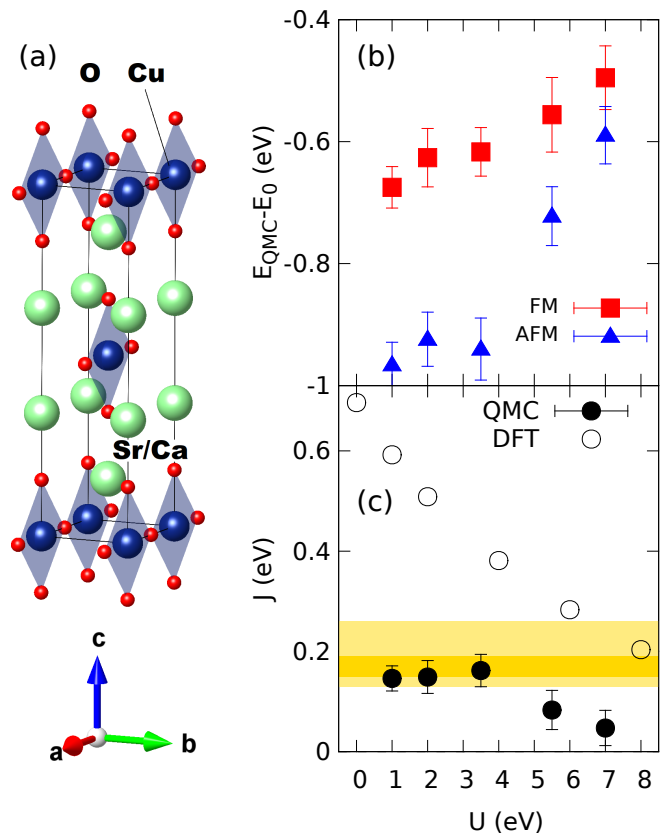 (a)
O Cu
Sr/Ca
c
a b
(b)
E_QMC-E_0 (eV)
-0.4
-0.6
-0.8
-1
FM
AFM
QMC
DFT
(c)
J (eV)
0.6
0.4
0.2
0
0 1 2 3 4 5 6 7 8
U (eV)